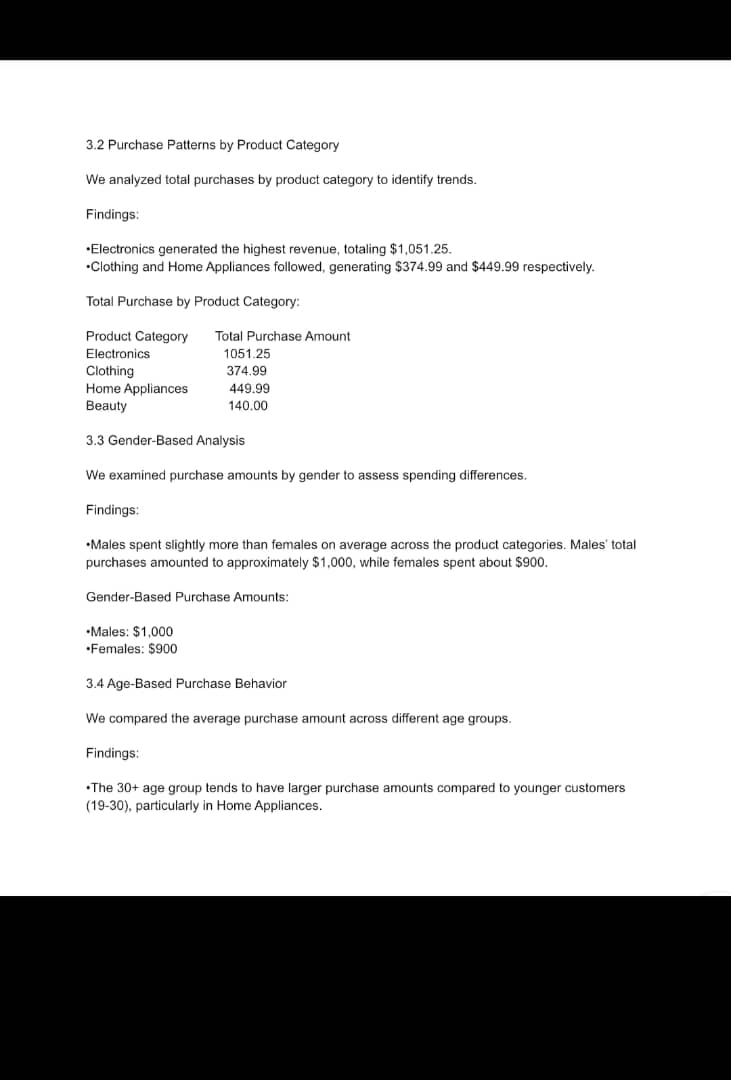 3.2 Purchase Patterns by Product Category
We analyzed total purchases by product category to identify trends.
Findings:
•Electronics generated the highest revenue, totaling $1,051.25.
•Clothing and Home Appliances followed, generating $374.99 and $449.99 respectively.
Total Purchase by Product Category:
Product Category Total Purchase Amount
Electronics 1051.25
Clothing 374.99
Home Appliances 449.99
Beauty 140.00
3.3 Gender-Based Analysis
We examined purchase amounts by gender to assess spending differences.
Findings:
•Males spent slightly more than females on average across the product categories. Males’ total
purchases amounted to approximately $1,000, while females spent about $900.
Gender-Based Purchase Amounts:
•Males: $1,000
•Females: $900
3.4 Age-Based Purchase Behavior
We compared the average purchase amount across different age groups.
Findings:
•The 30+ age group tends to have larger purchase amounts compared to younger customers
(19-30), particularly in Home Appliances.